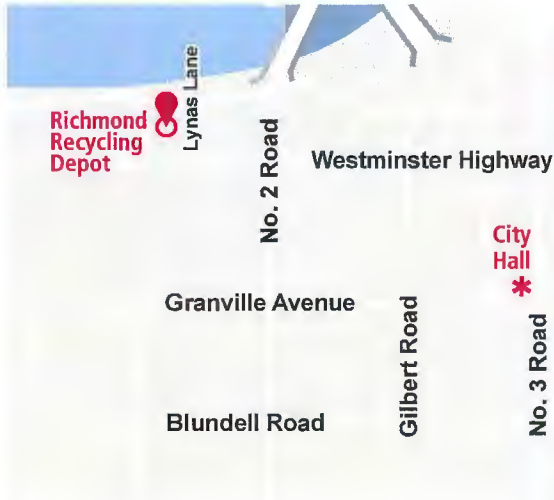 Lynas Lane
Richmond
Recycling
Depot
No. 2 Road
Westminster Highway
City
Hall
Granville Avenue
Gilbert Road
No. 3 Road
Blundell Road